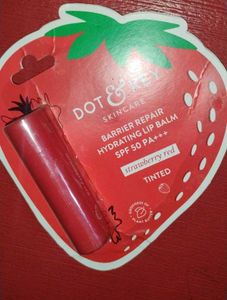 DOT & KEY
SKINCARE
BARRIER REPAIR
HYDRATING LIP BALM
SPF 50 PA+++
strawberry red
TINTED